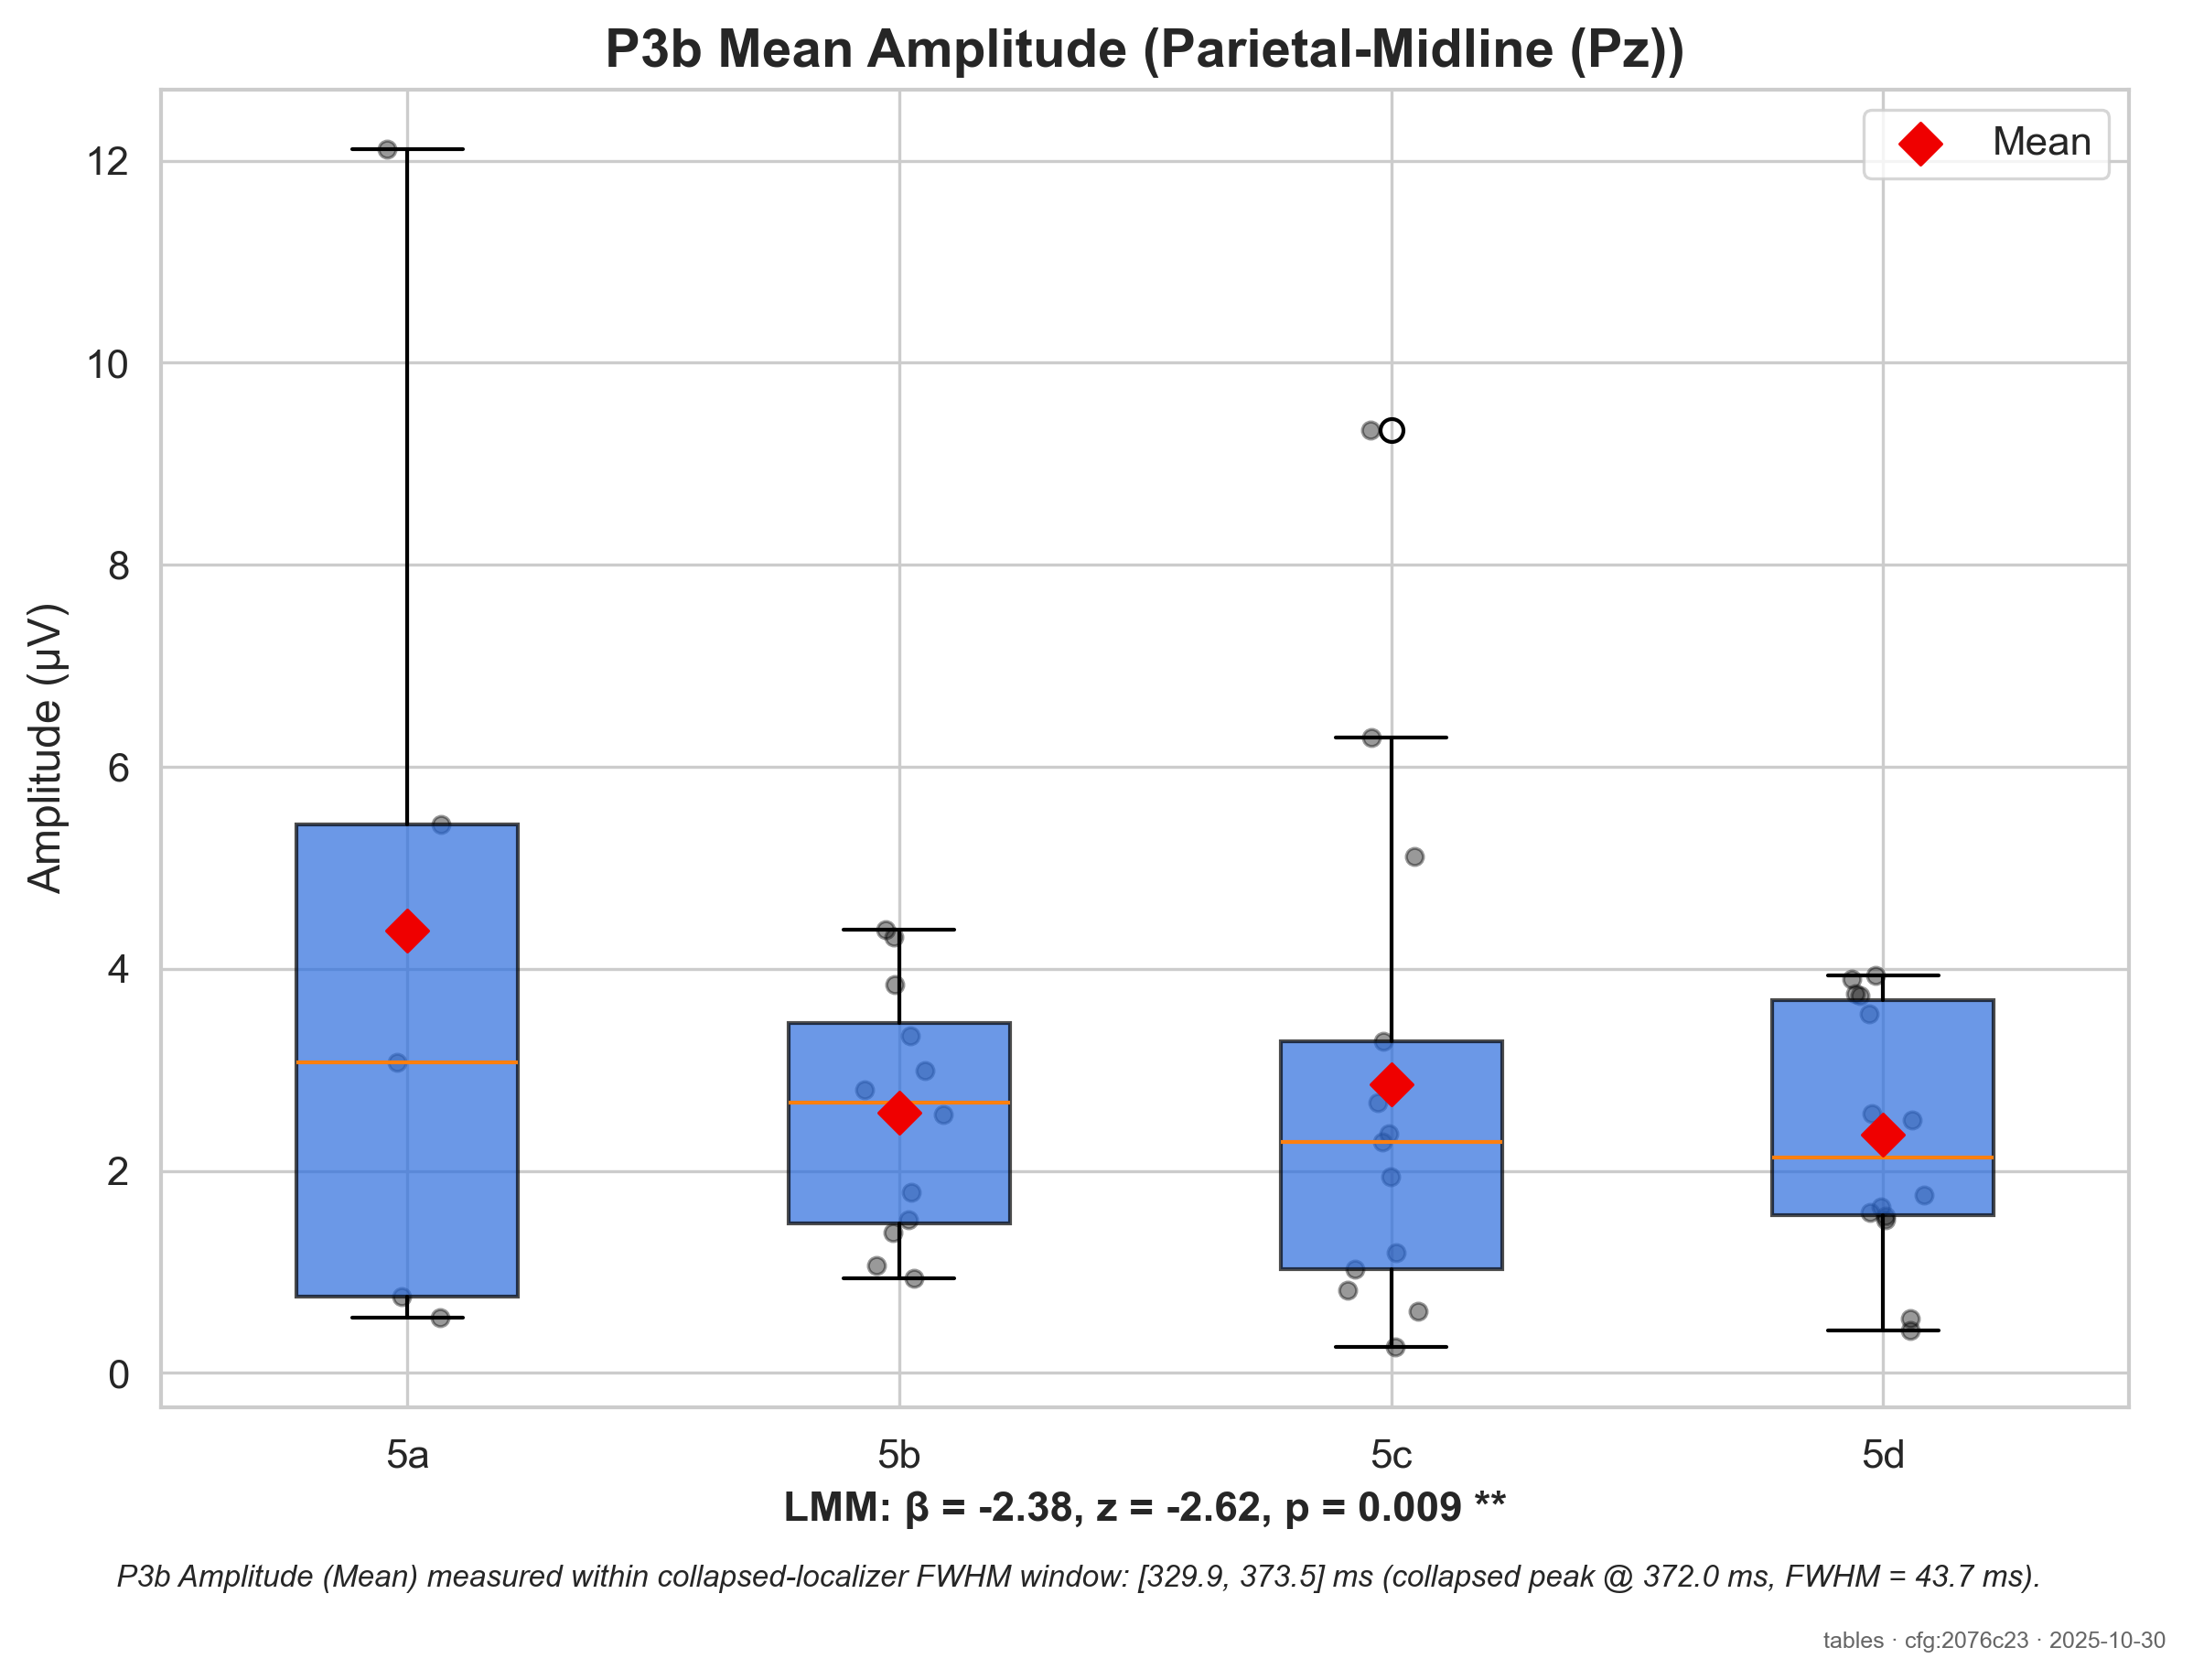 P3b Mean Amplitude (Parietal-Midline (Pz))
Mean
12
10
8
6
4
2
0
Amplitude (µV)
5a 5b 5c 5d
LMM: β = -2.38, z = -2.62, p = 0.009 **
P3b Amplitude (Mean) measured within collapsed-localizer FWHM window: [329.9, 373.5] ms (collapsed peak @ 372.0 ms, FWHM = 43.7 ms).
tables · cfg:2076c23 · 2025-10-30